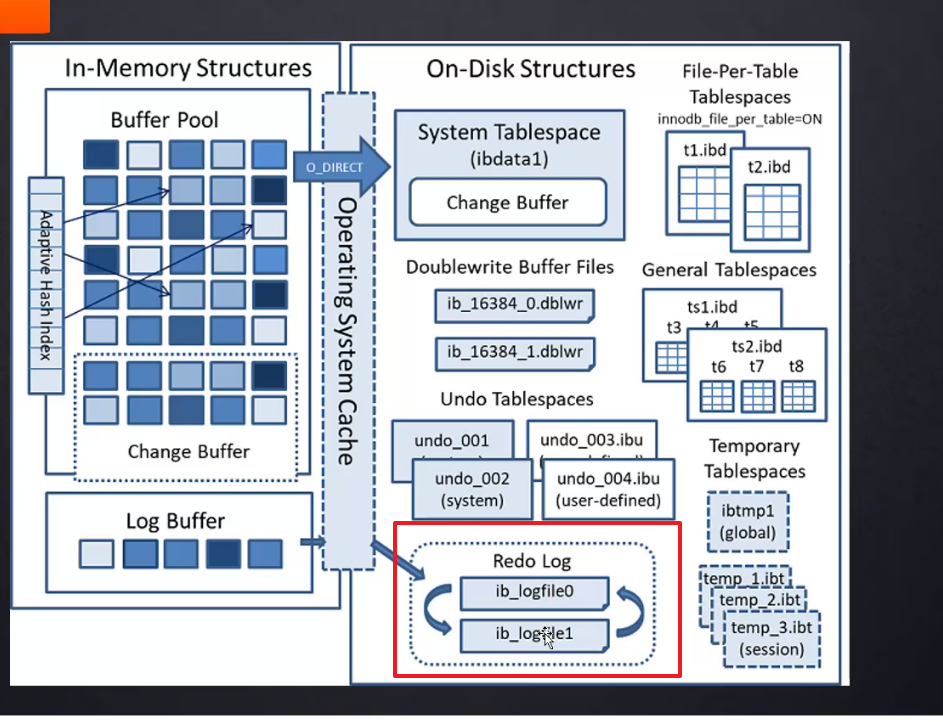 In-Memory Structures
Buffer Pool
Adaptive Hash Index
Change Buffer
Log Buffer
O_DIRECT
Operating System Cache
On-Disk Structures
System Tablespace
(ibdata1)
Change Buffer
Doublewrite Buffer Files
ib_16384_0.dblwr
ib_16384_1.dblwr
Undo Tablespaces
undo_001
undo_002
(system)
undo_003.ibu
undo_004.ibu
(user-defined)
Redo Log
ib_logfile0
ib_logfile1
File-Per-Table
Tablespaces
innodb_file_per_table=ON
t1.ibd
t2.ibd
General Tablespaces
ts1.ibd
t3 t4 t5
ts2.ibd
t6 t7 t8
Temporary
Tablespaces
ibtmp1
(global)
temp_1.ibt
temp_2.ibt
temp_3.ibt
(session)